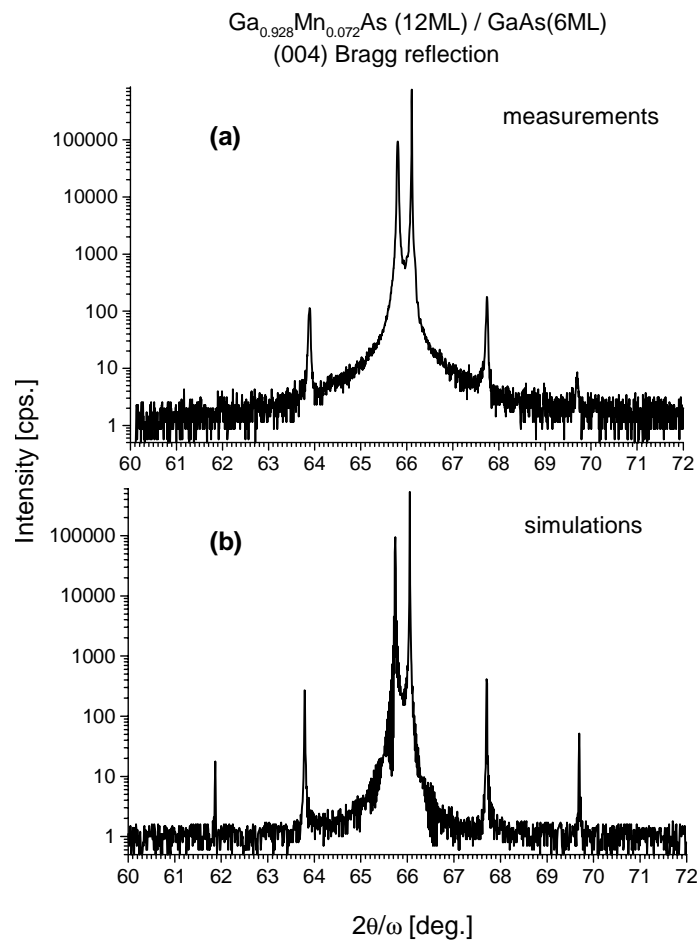 Ga0.928Mn0.072As (12ML) / GaAs(6ML)
(004) Bragg reflection
(a)
measurements
100000
10000
1000
100
10
1
60 61 62 63 64 65 66 67 68 69 70 71 72
Intensity [cps.]
(b)
simulations
100000
10000
1000
100
10
1
60 61 62 63 64 65 66 67 68 69 70 71 72
2θ/ω [deg.]